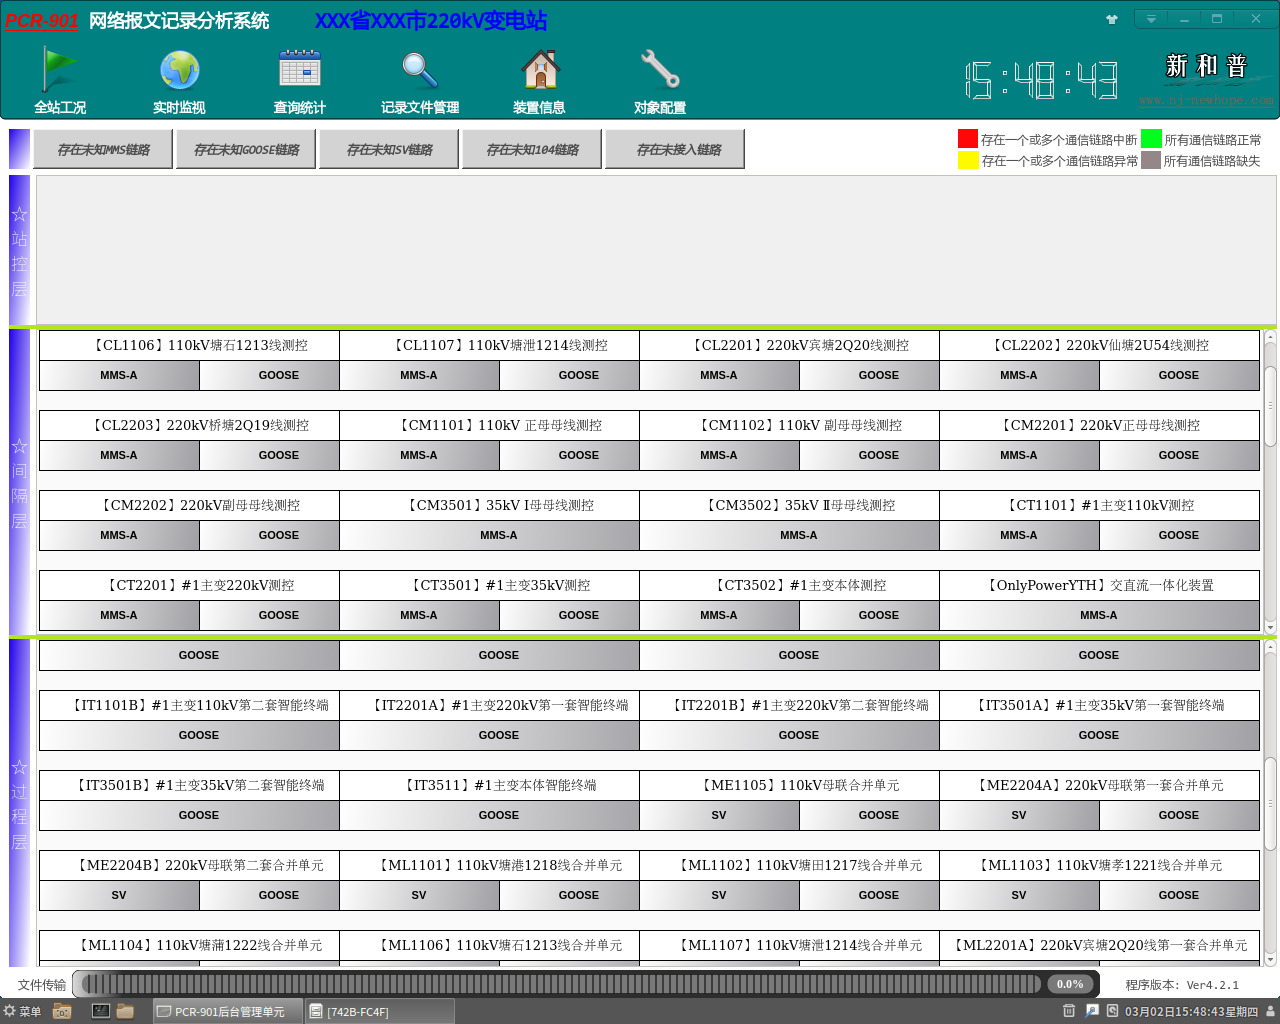 PCR-901 网络报文记录分析系统 XXX省XXX市220kV变电站
全站工况 实时监视 查询统计 记录文件管理 装置信息 对象配置
15:48:43
新和普
www.nj-newhope.com
存在未知MMS链路 存在未知GOOSE链路 存在未知SV链路 存在未知104链路 存在未接入链路
存在一个或多个通信链路中断 所有通信链路正常
存在一个或多个通信链路异常 所有通信链路缺失
☆站控层
☆间隔层
【CL1106】110kV塘石1213线测控 【CL1107】110kV塘泄1214线测控 【CL2201】220kV宾塘2Q20线测控 【CL2202】220kV仙塘2U54线测控
MMS-A GOOSE MMS-A GOOSE MMS-A GOOSE MMS-A GOOSE
【CL2203】220kV桥塘2Q19线测控 【CM1101】110kV 正母母线测控 【CM1102】110kV 副母母线测控 【CM2201】220kV正母母线测控
MMS-A GOOSE MMS-A GOOSE MMS-A GOOSE MMS-A GOOSE
【CM2202】220kV副母母线测控 【CM3501】35kV Ⅰ母母线测控 【CM3502】35kV Ⅱ母母线测控 【CT1101】#1主变110kV测控
MMS-A GOOSE MMS-A MMS-A MMS-A GOOSE
【CT2201】#1主变220kV测控 【CT3501】#1主变35kV测控 【CT3502】#1主变本体测控 【OnlyPowerYTH】交直流一体化装置
MMS-A GOOSE MMS-A GOOSE MMS-A GOOSE MMS-A
☆过程层
GOOSE GOOSE GOOSE GOOSE
【IT1101B】#1主变110kV第二套智能终端 【IT2201A】#1主变220kV第一套智能终端 【IT2201B】#1主变220kV第二套智能终端 【IT3501A】#1主变35kV第一套智能终端
GOOSE GOOSE GOOSE GOOSE
【IT3501B】#1主变35kV第二套智能终端 【IT3511】#1主变本体智能终端 【ME1105】110kV母联合并单元 【ME2204A】220kV母联第一套合并单元
GOOSE GOOSE SV GOOSE SV GOOSE
【ME2204B】220kV母联第二套合并单元 【ML1101】110kV塘港1218线合并单元 【ML1102】110kV塘田1217线合并单元 【ML1103】110kV塘孝1221线合并单元
SV GOOSE SV GOOSE SV GOOSE SV GOOSE
【ML1104】110kV塘蒲1222线合并单元 【ML1106】110kV塘石1213线合并单元 【ML1107】110kV塘泄1214线合并单元 【ML2201A】220kV宾塘2Q20线第一套合并单元
文件传输 0.0% 程序版本: Ver4.2.1
菜单 PCR-901后台管理单元 [742B-FC4F] 03月02日15:48:43星期四